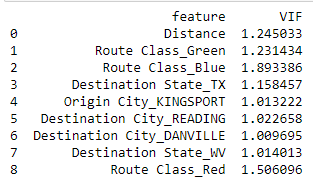 feature VIF
0 Distance 1.245033
1 Route Class_Green 1.231434
2 Route Class_Blue 1.893386
3 Destination State_TX 1.158457
4 Origin City_KINGSPORT 1.013222
5 Destination City_READING 1.022658
6 Destination City_DANVILLE 1.009695
7 Destination State_WV 1.014013
8 Route Class_Red 1.506096